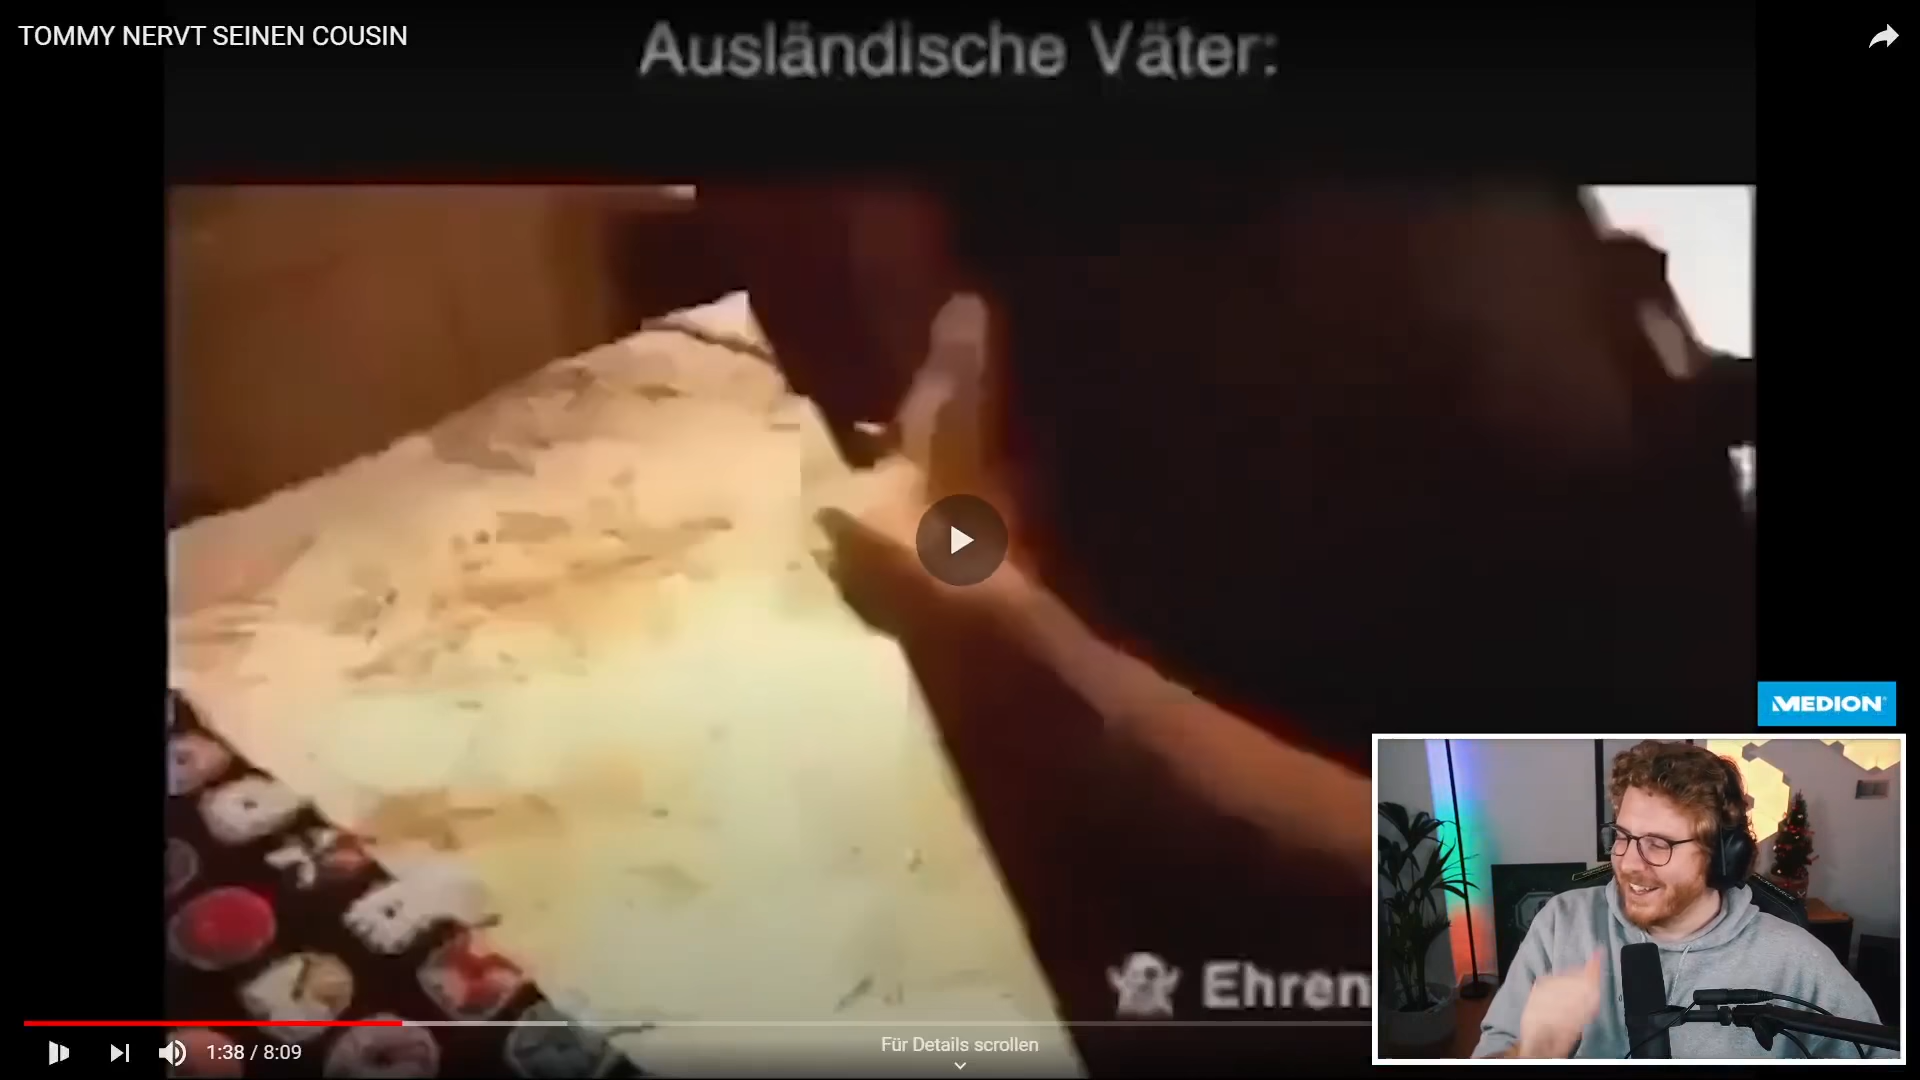 TOMMY NERVT SEINEN COUSIN
Ausländische Väter:
MEDION
Ehren
1:38 / 8:09
Für Details scrollen